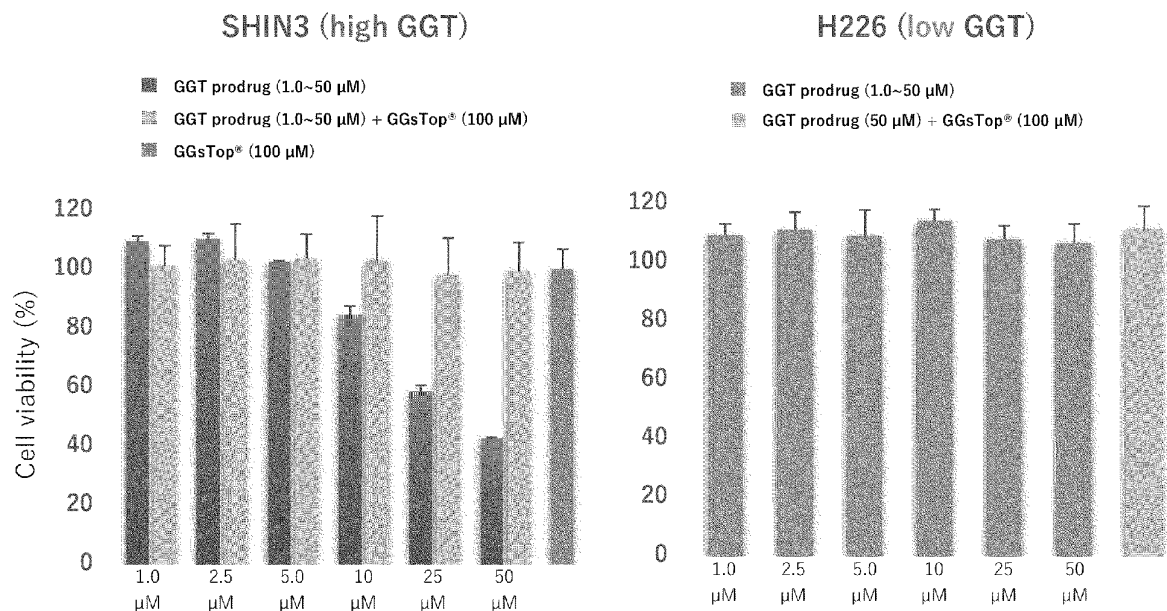 SHIN3 (high GGT)
GGT prodrug (1.0~50 μM)
GGT prodrug (1.0~50 μM) + GGsTop® (100 μM)
GGsTop® (100 μM)
Cell viability (%)
120
100
80
60
40
20
0
1.0 2.5 5.0 10 25 50
μM μM μM μM μM μM
H226 (low GGT)
GGT prodrug (1.0~50 μM)
GGT prodrug (50 μM) + GGsTop® (100 μM)
120
100
80
60
40
20
0
1.0 2.5 5.0 10 25 50
μM μM μM μM μM μM